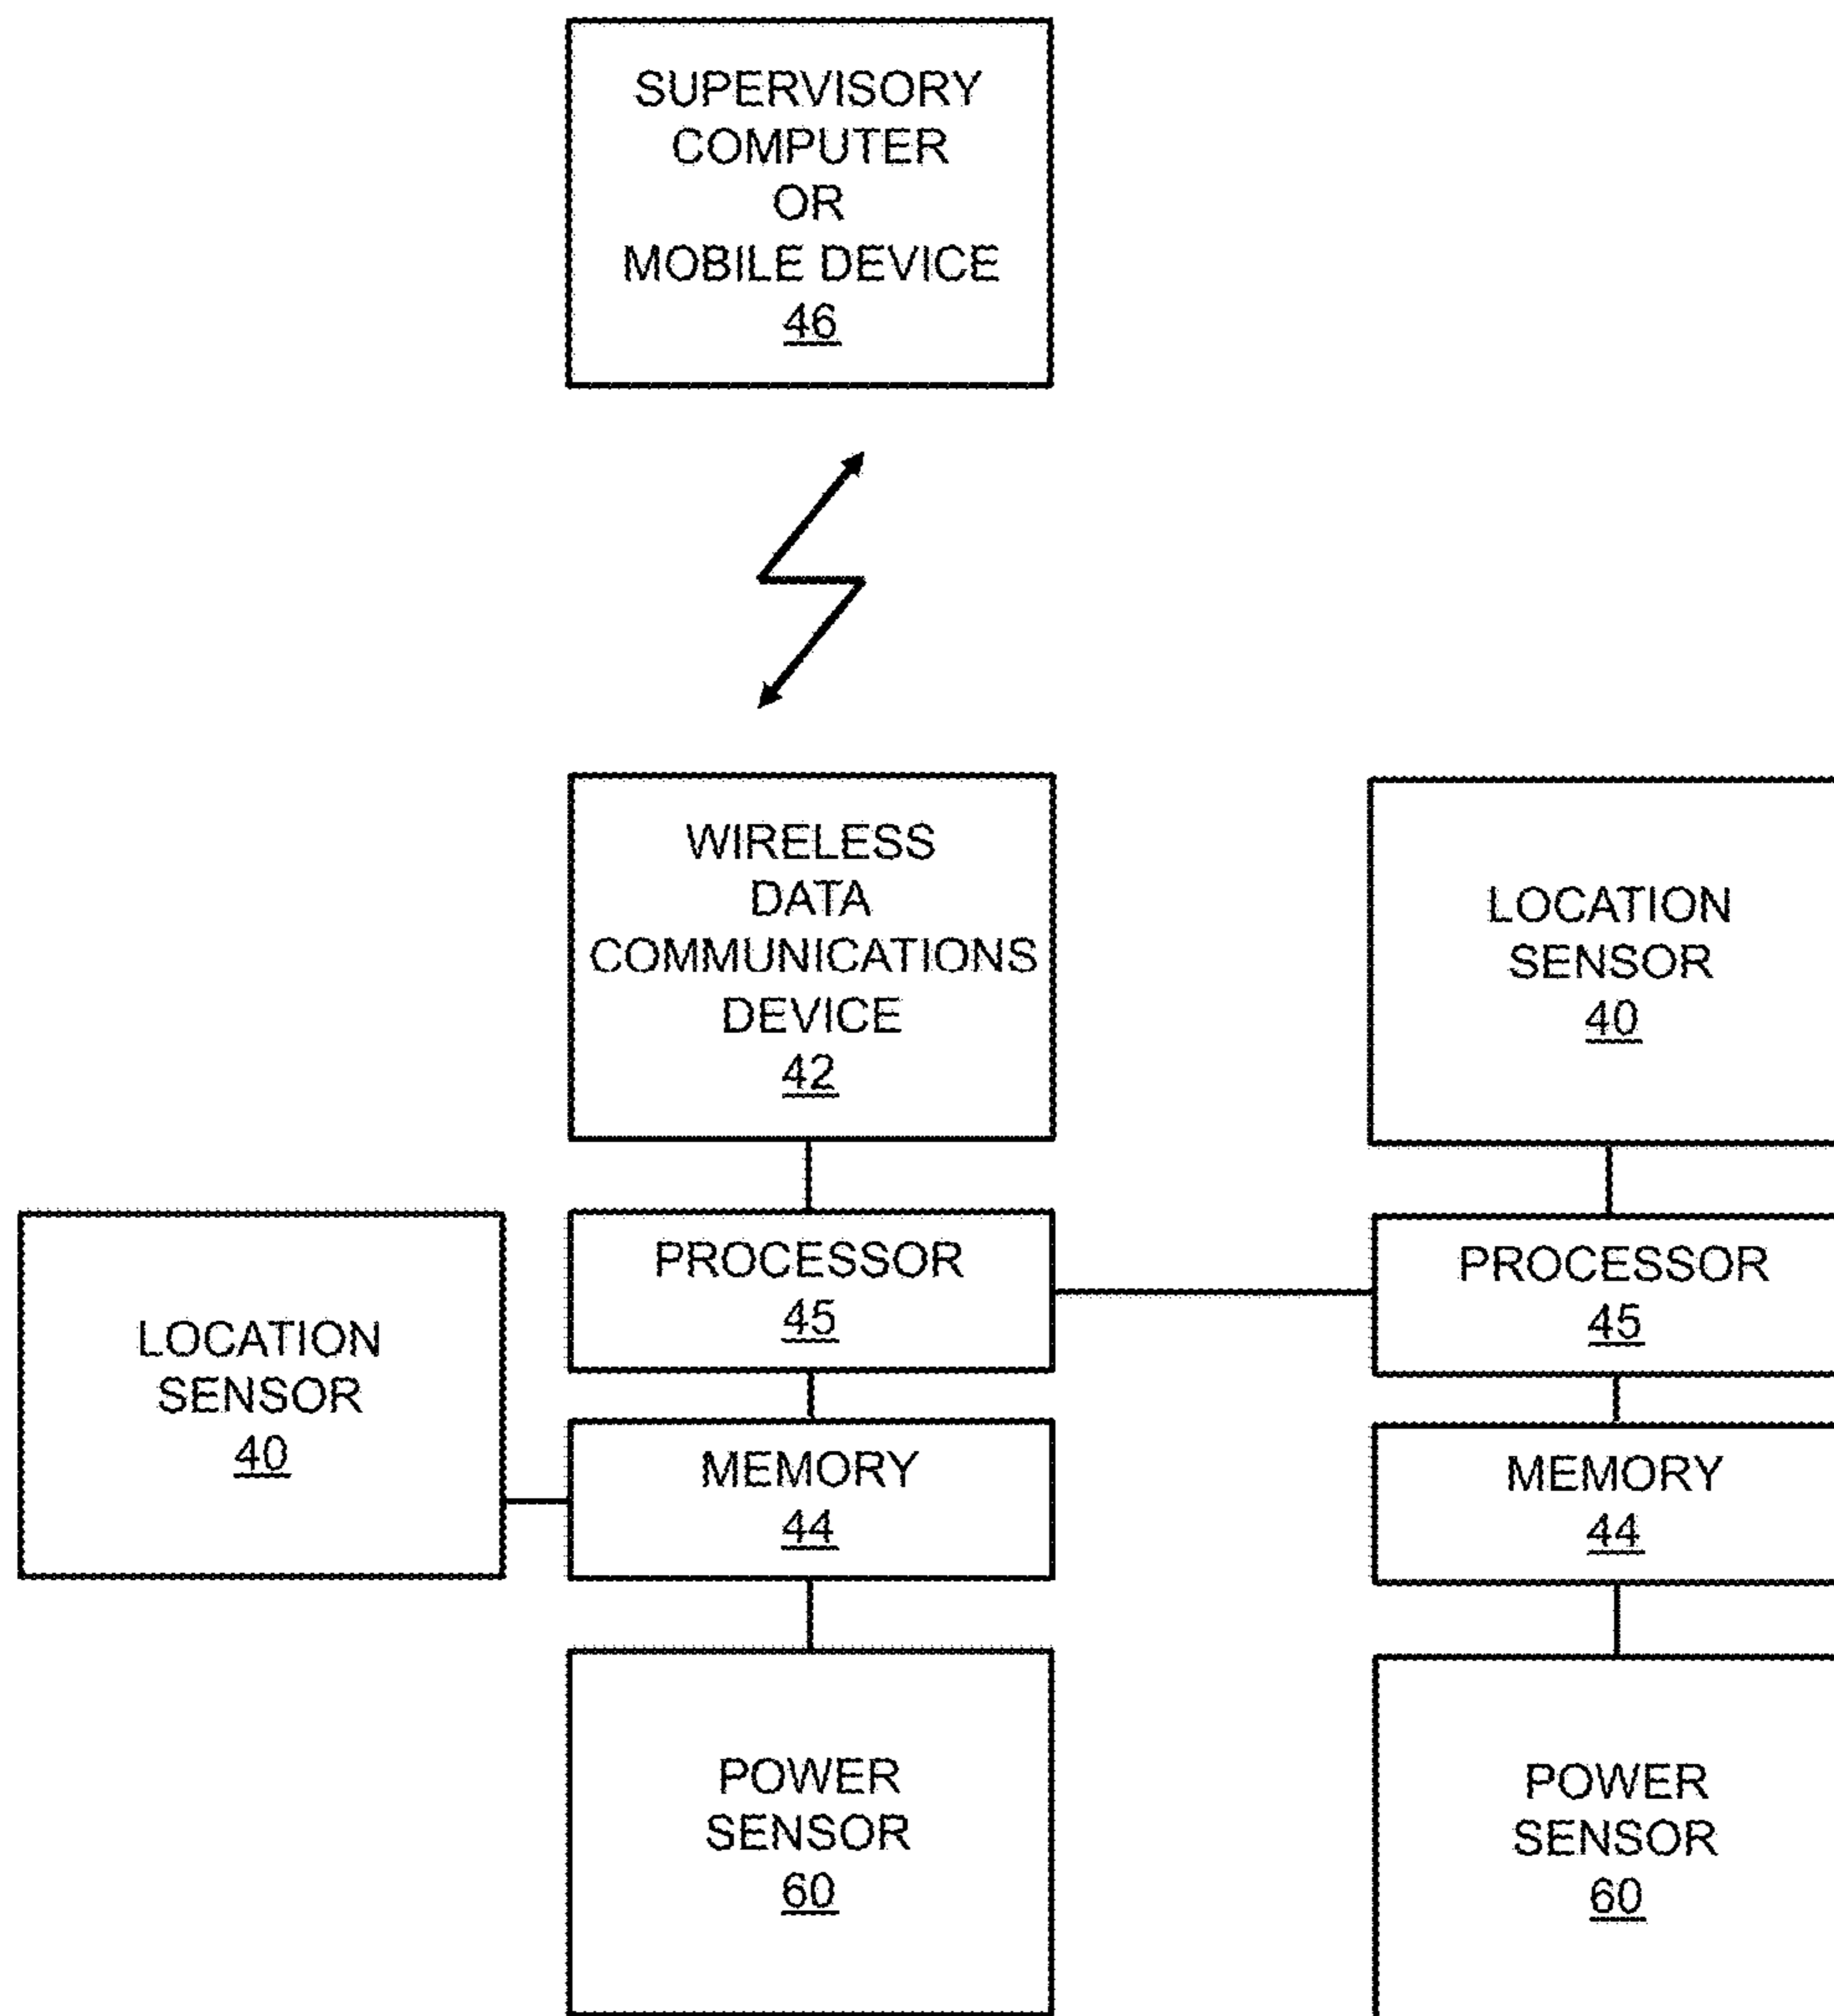 SUPERVISORY
COMPUTER
OR
MOBILE DEVICE
46
WIRELESS
DATA
COMMUNICATIONS
DEVICE
42
LOCATION
SENSOR
40
PROCESSOR
45
PROCESSOR
45
LOCATION
SENSOR
40
MEMORY
44
MEMORY
44
POWER
SENSOR
60
POWER
SENSOR
60